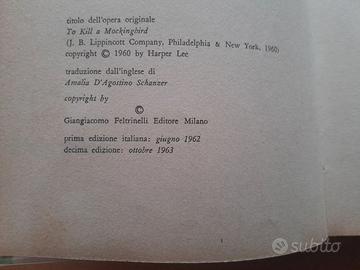 titolo dell'opera originale
To Kill a Mockingbird
(J. B. Lippincott Company, Philadelphia & New York, 1960)
copyright © 1960 by Harper Lee
traduzione dall'inglese di
Amalia D'Agostino Schanzer
copyright by
©
Giangiacomo Feltrinelli Editore Milano
prima edizione italiana: giugno 1962
decima edizione: ottobre 1963
subito